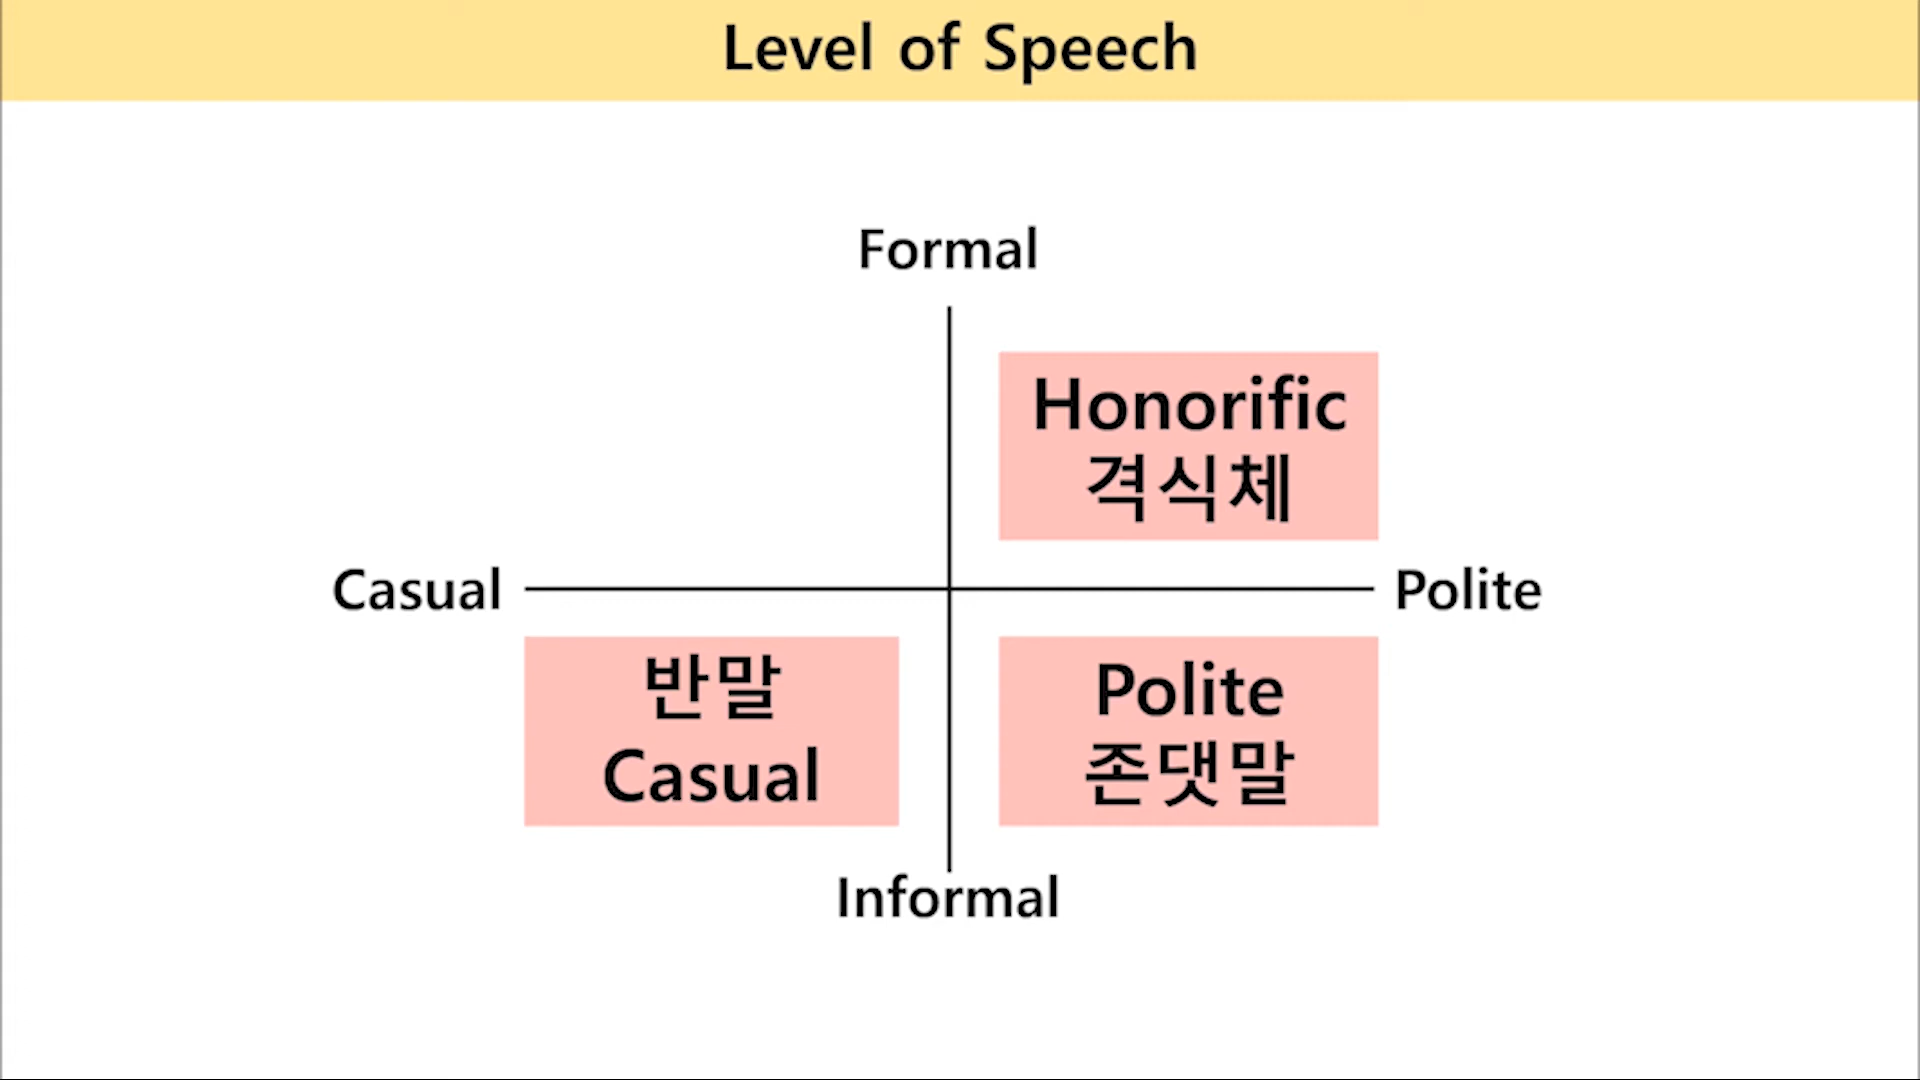 Level of Speech
Formal
Honorific
격식체
Casual
Polite
반말
Casual
Polite
존댓말
Informal